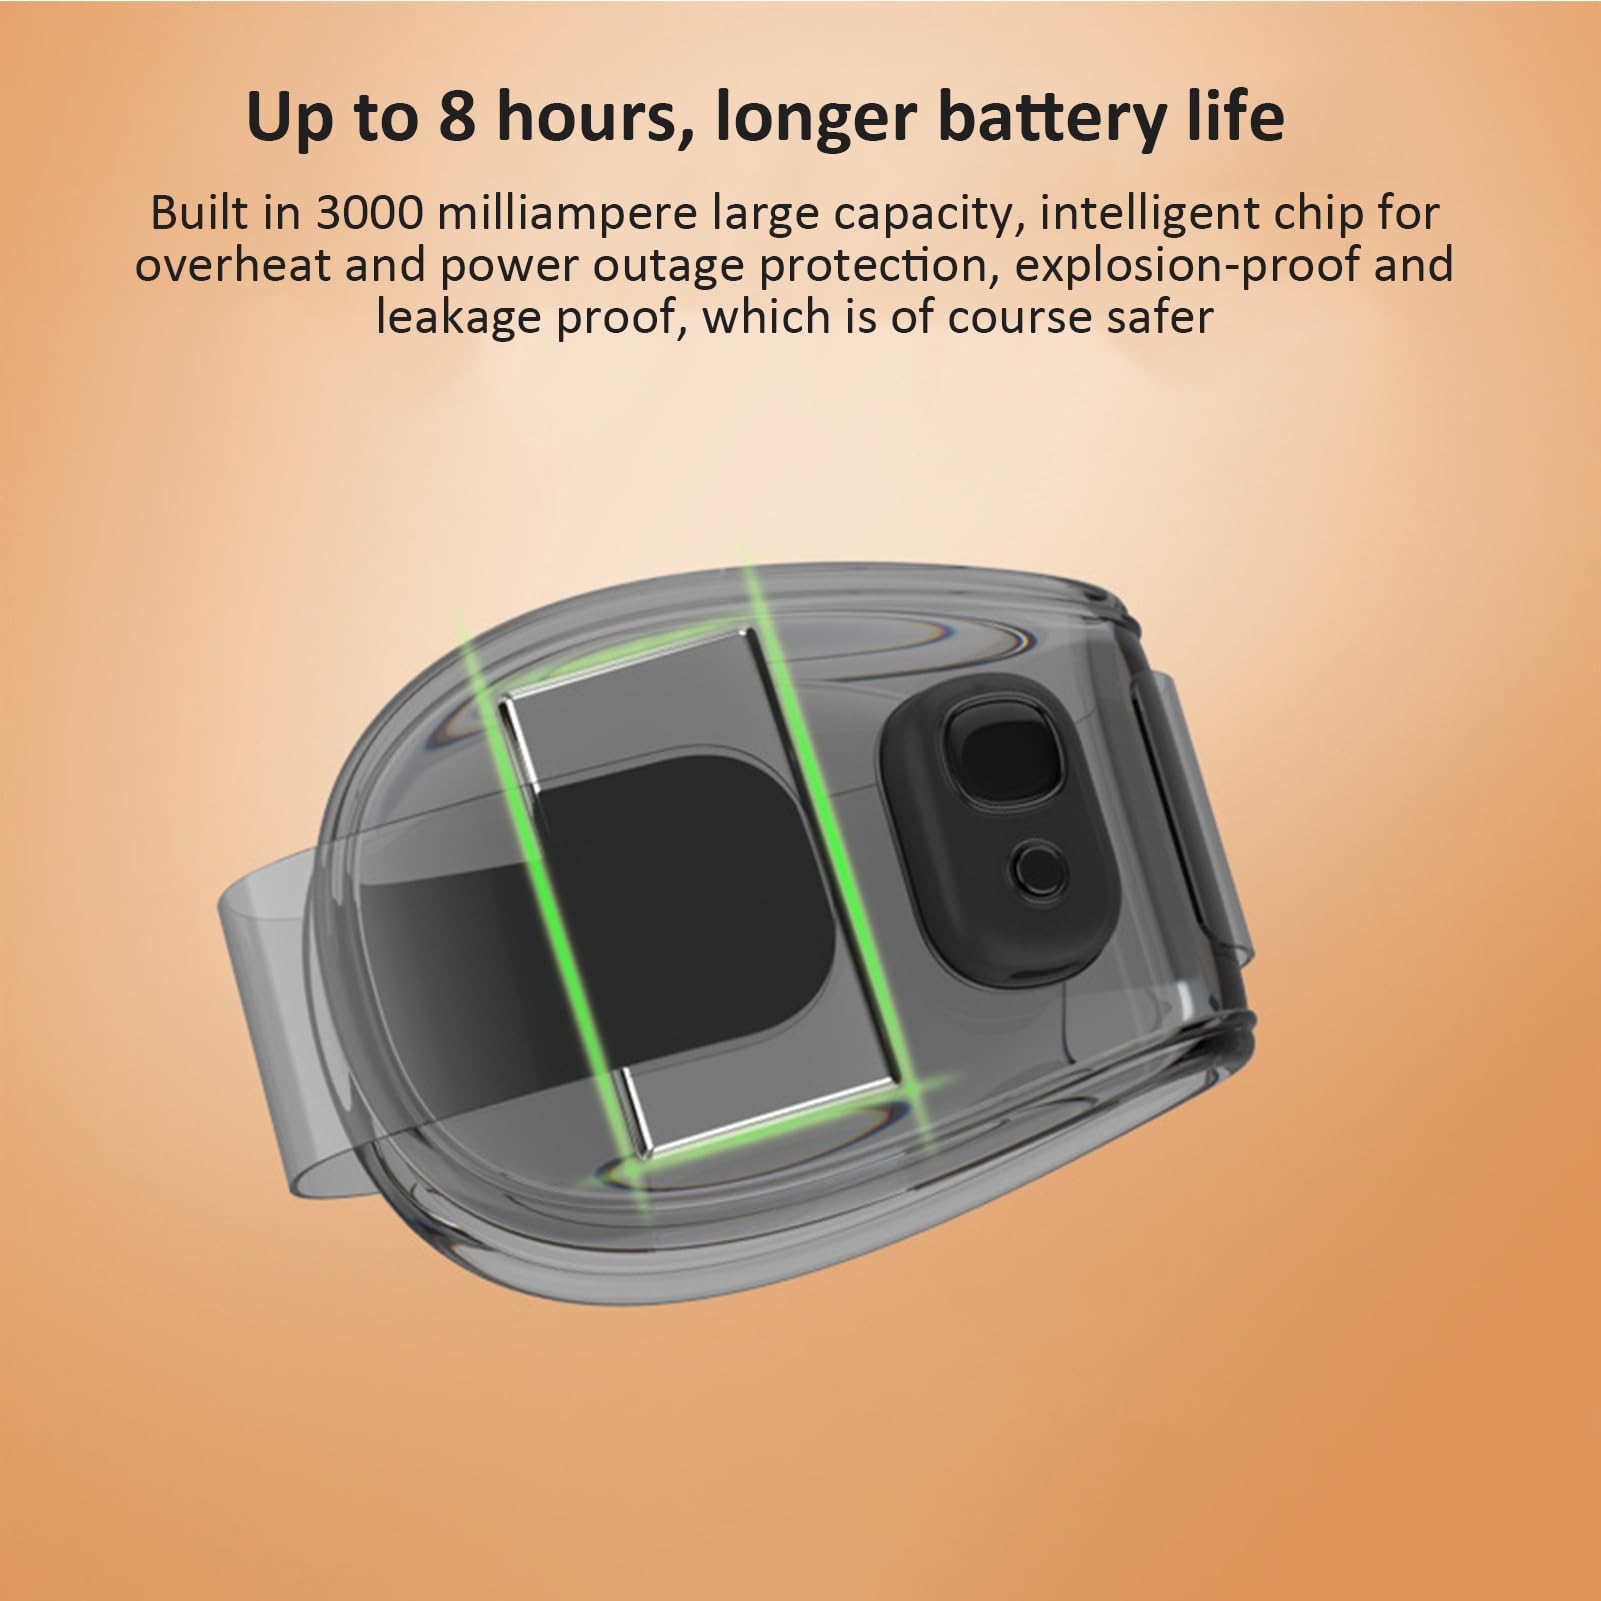 Up to 8 hours, longer battery life
Built in 3000 milliampere large capacity, intelligent chip for
overheat and power outage protection, explosion-proof and
leakage proof, which is of course safer